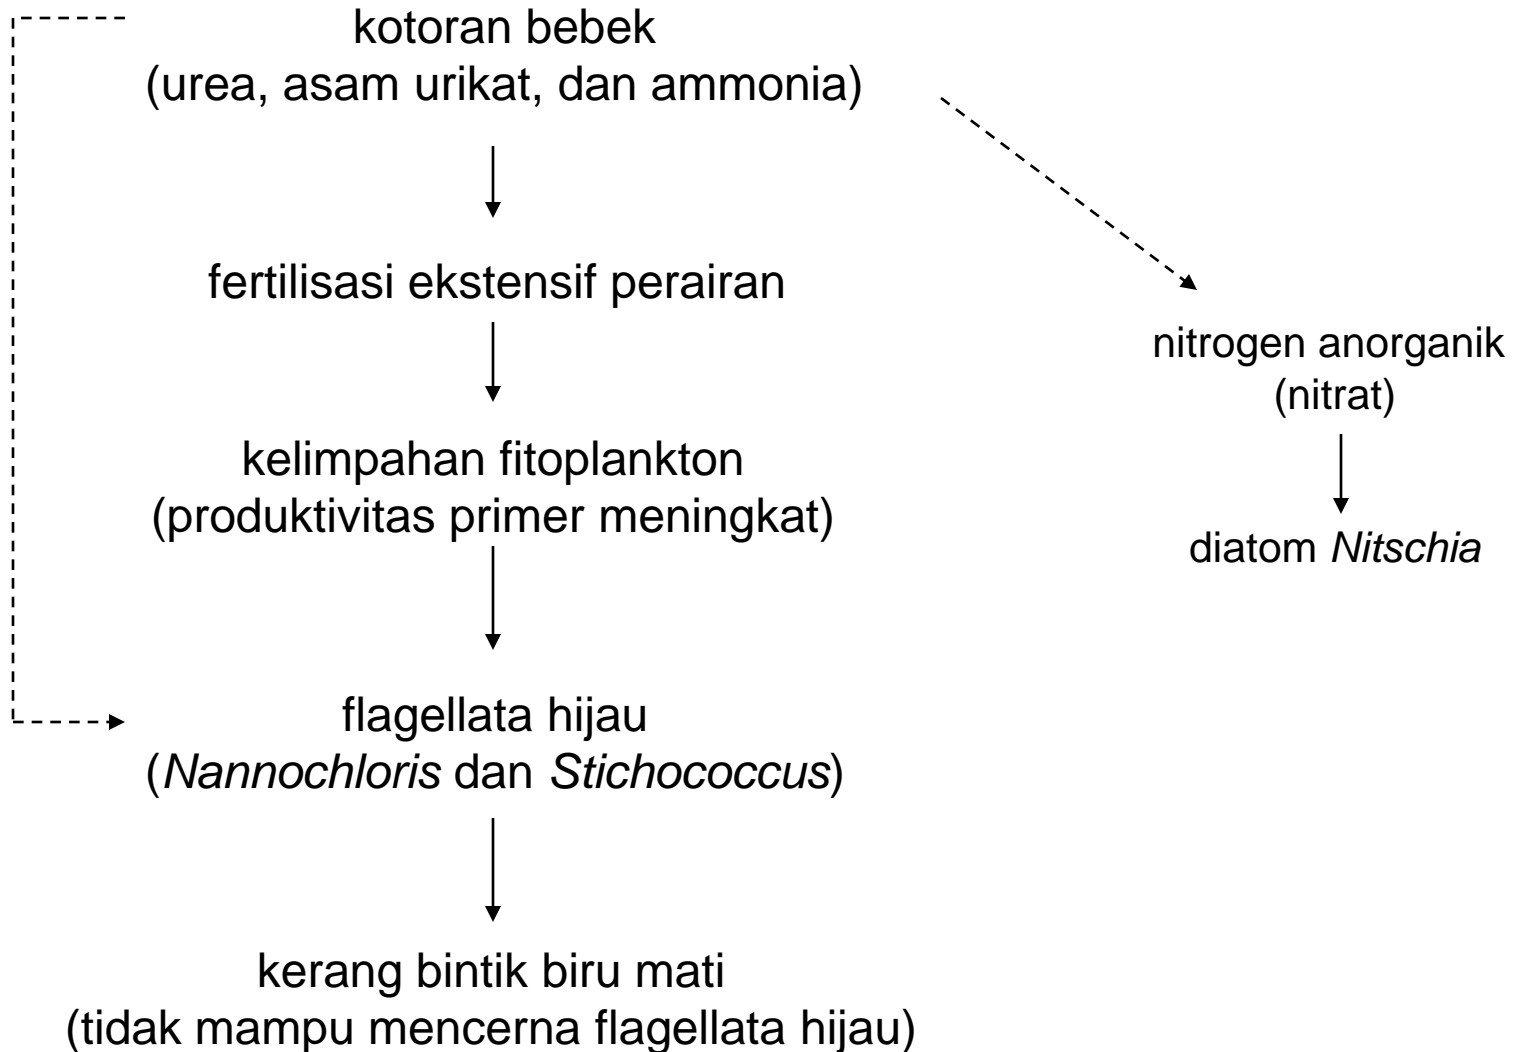 kotoran bebek
(urea, asam urikat, dan ammonia)
fertilisasi ekstensif perairan
nitrogen anorganik
(nitrat)
kelimpahan fitoplankton
(produktivitas primer meningkat)
diatom Nitschia
flagellata hijau
(Nannochloris dan Stichococcus)
kerang bintik biru mati
(tidak mampu mencerna flagellata hijau)